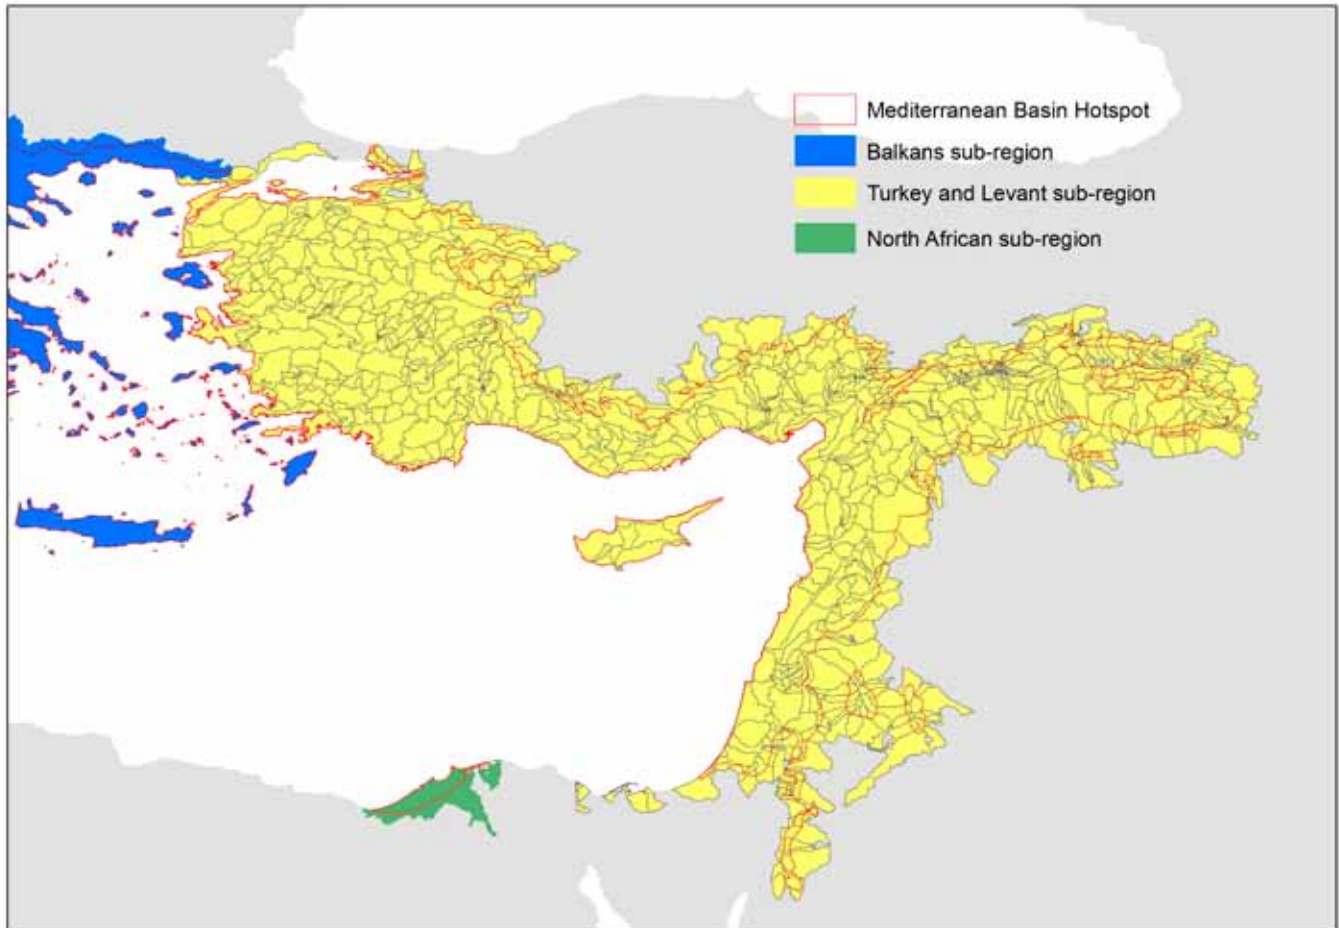 Mediterranean Basin Hotspot
Balkans sub-region
Turkey and Levant sub-region
North African sub-region